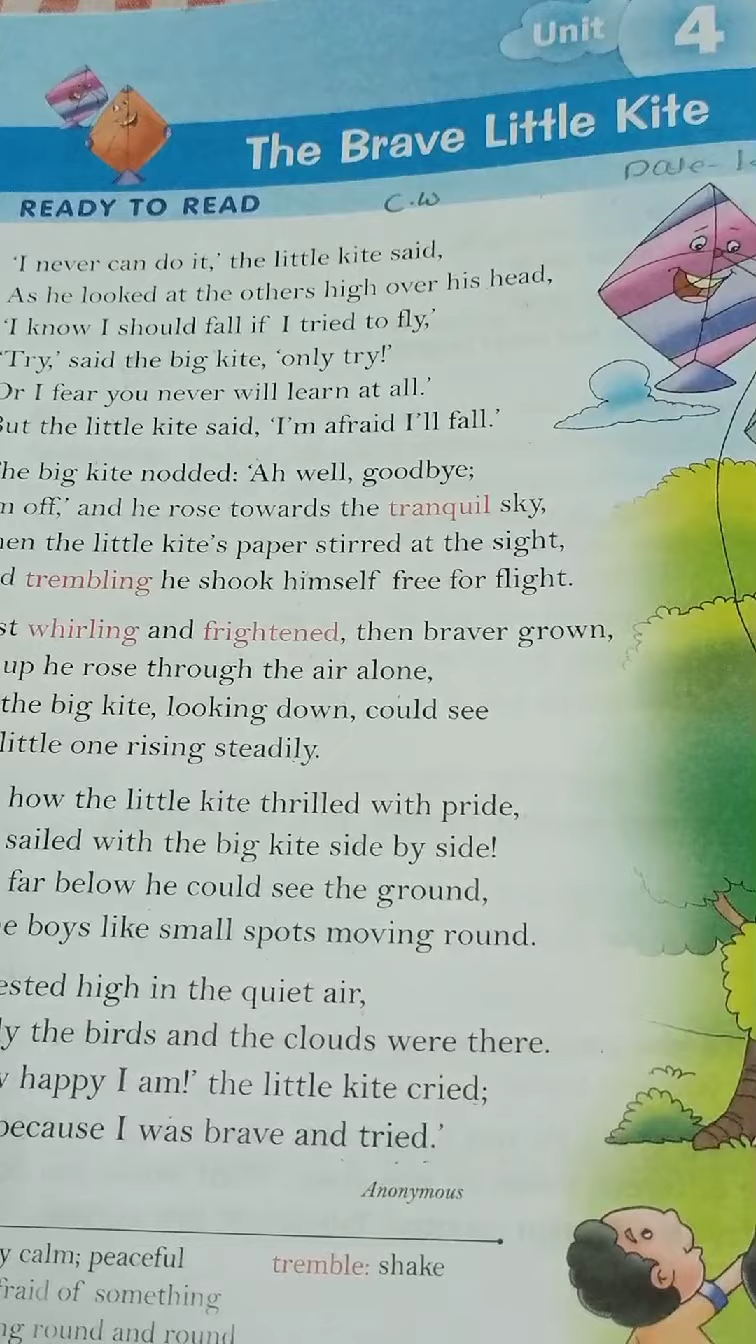 Unit 4
The Brave Little Kite
Date-
READY TO READ
C.W
'I never can do it,' the little kite said,
As he looked at the others high over his head,
'I know I should fall if I tried to fly,'
'Try,' said the big kite, 'only try!'
Or I fear you never will learn at all.'
But the little kite said, 'I'm afraid I'll fall.'
he big kite nodded: 'Ah well, goodbye;
off,' and he rose towards the tranquil sky,
en the little kite's paper stirred at the sight,
d trembling he shook himself free for flight.
st whirling and frightened, then braver grown,
up he rose through the air alone,
the big kite, looking down, could see
little one rising steadily.
how the little kite thrilled with pride,
sailed with the big kite side by side!
far below he could see the ground,
e boys like small spots moving round.
ested high in the quiet air,
y the birds and the clouds were there.
happy I am!' the little kite cried;
because I was brave and tried.'
Anonymous
y calm; peaceful
tremble: shake
fraid of something
ng round and round